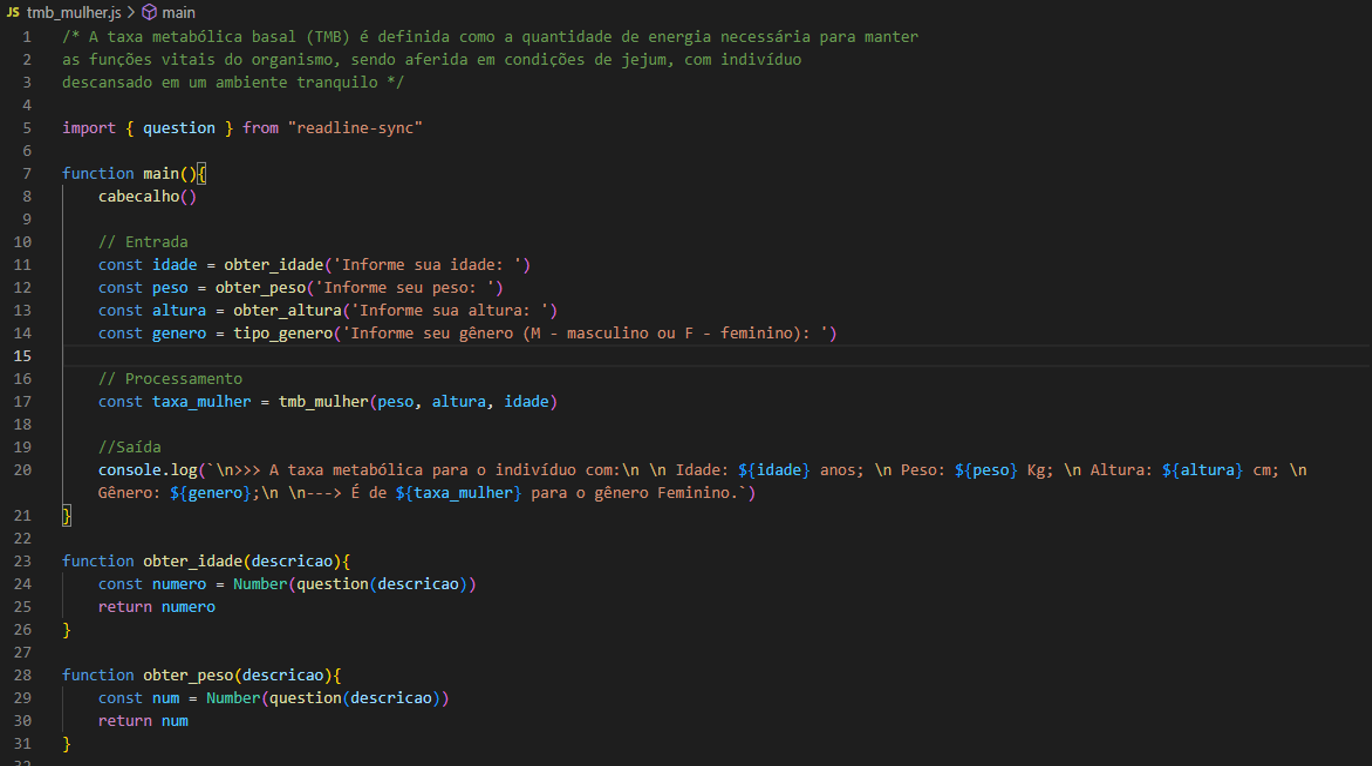 JS tmb_mulher.js > main
1 /* A taxa metabólica basal (TMB) é definida como a quantidade de energia necessária para manter
2 as funções vitais do organismo, sendo aferida em condições de jejum, com indivíduo
3 descansado em um ambiente tranquilo */
4
5 import { question } from "readline-sync"
6
7 function main(){
8     cabecalho()
9
10     // Entrada
11     const idade = obter_idade('Informe sua idade: ')
12     const peso = obter_peso('Informe seu peso: ')
13     const altura = obter_altura('Informe sua altura: ')
14     const genero = tipo_genero('Informe seu gênero (M - masculino ou F - feminino): ')
15
16     // Processamento
17     const taxa_mulher = tmb_mulher(peso, altura, idade)
18
19     //Saída
20     console.log(`\n>>> A taxa metabólica para o indivíduo com:\n \n Idade: ${idade} anos; \n Peso: ${peso} Kg; \n Altura: ${altura} cm; \n
    Gênero: ${genero};\n \n---> É de ${taxa_mulher} para o gênero Feminino.`)
21 }
22
23 function obter_idade(descricao){
24     const numero = Number(question(descricao))
25     return numero
26 }
27
28 function obter_peso(descricao){
29     const num = Number(question(descricao))
30     return num
31 }
32